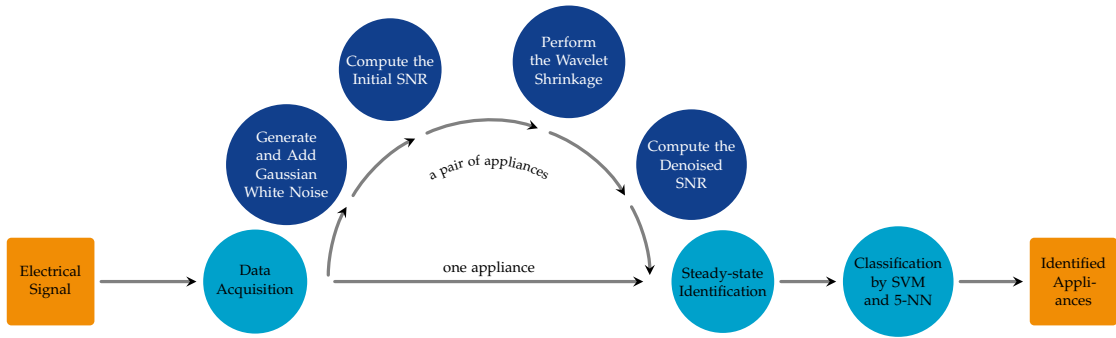 Electrical
Signal
Data
Acquisition
Generate
and Add
Gaussian
White Noise
Compute the
Initial SNR
Perform
the Wavelet
Shrinkage
Compute the
Denoised
SNR
a pair of appliances
one appliance
Steady-state
Identification
Classification
by SVM
and 5-NN
Identified
Appli-
ances